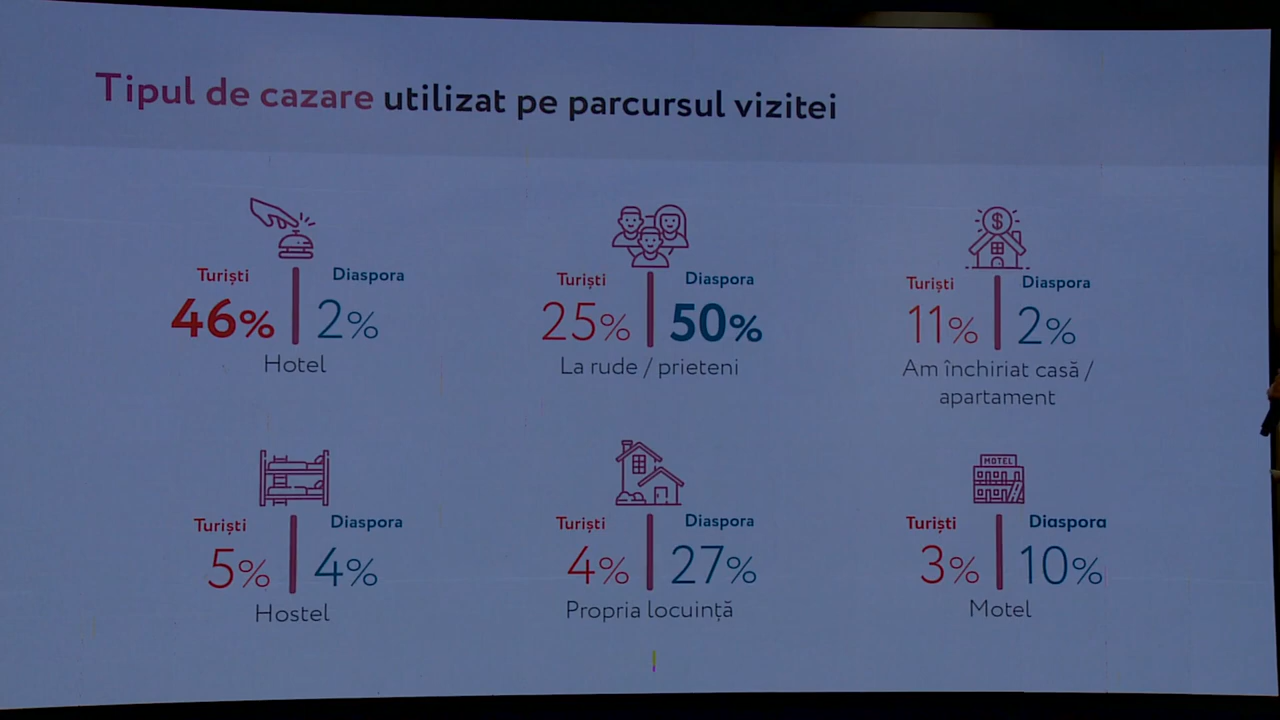 Tipul de cazare utilizat pe parcursul vizitei
Turiști Diaspora
46% 2%
Hotel
Turiști Diaspora
25% 50%
La rude / prieteni
$
Turiști Diaspora
11% 2%
Am închiriat casă /
apartament
Turiști Diaspora
5% 4%
Hostel
Turiști Diaspora
4% 27%
Propria locuință
MOTEL
Turiști Diaspora
3% 10%
Motel